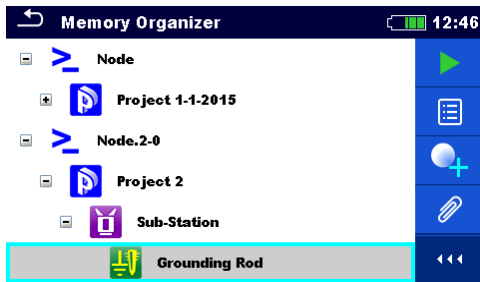 Memory Organizer 12:46
Node
Project 1-1-2015
Node.2-0
Project 2
Sub-Station
Grounding Rod